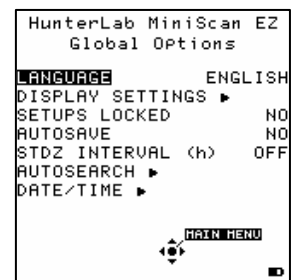 HunterLab MiniScan EZ
Global Options
LANGUAGE ENGLISH
DISPLAY SETTINGS ▶
SETUPS LOCKED NO
AUTOSAVE NO
STDZ INTERVAL (h) OFF
AUTOSEARCH ▶
DATE/TIME ▶
MAIN MENU